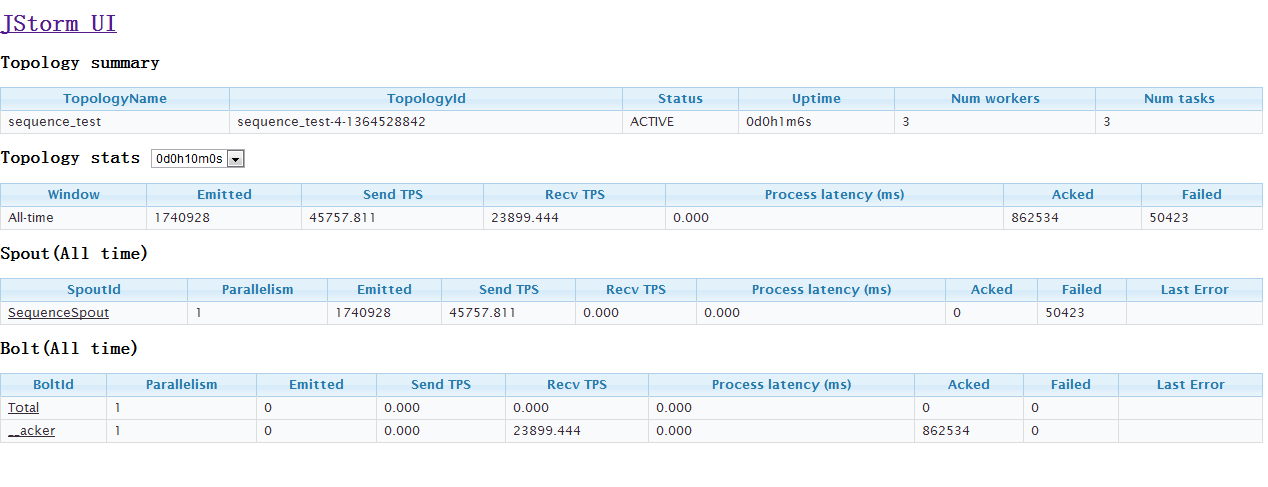 JStorm UI
Topology summary
TopologyName TopologyId Status Uptime Num workers Num tasks
sequence_test sequence_test-4-1364528842 ACTIVE 0d0h1m6s 3 3
Topology stats 0d0h10m0s
Window Emitted Send TPS Recv TPS Process latency (ms) Acked Failed
All-time 1740928 45757.811 23899.444 0.000 862534 50423
Spout(All time)
SpoutId Parallelism Emitted Send TPS Recv TPS Process latency (ms) Acked Failed Last Error
SequenceSpout 1 1740928 45757.811 0.000 0.000 0 50423
Bolt(All time)
BoltId Parallelism Emitted Send TPS Recv TPS Process latency (ms) Acked Failed Last Error
Total 1 0 0.000 0.000 0.000 0 0
__acker 1 0 0.000 23899.444 0.000 862534 0